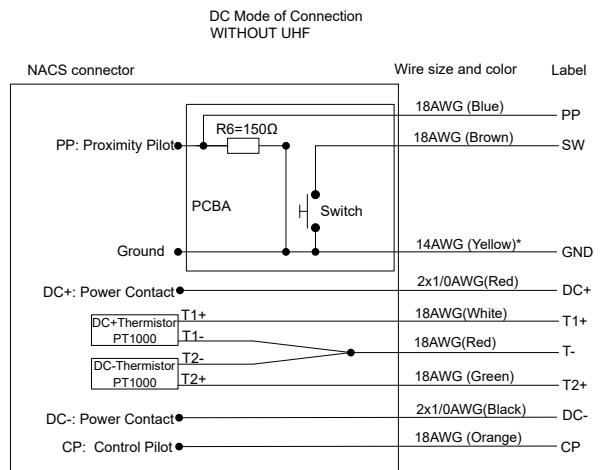 DC Mode of Connection
WITHOUT UHF
NACS connector
Wire size and color
Label
18AWG (Blue)
PP
R6=150Ω
PP: Proximity Pilot
18AWG (Brown)
SW
PCBA
Switch
Ground
14AWG (Yellow)*
GND
DC+: Power Contact
2x1/0AWG(Red)
DC+
DC+Thermistor
PT1000
T1+
18AWG(White)
T1+
T1-
18AWG(Red)
T-
T2-
DC-Thermistor
PT1000
T2+
18AWG (Green)
T2+
DC-: Power Contact
2x1/0AWG(Black)
DC-
CP: Control Pilot
18AWG (Orange)
CP